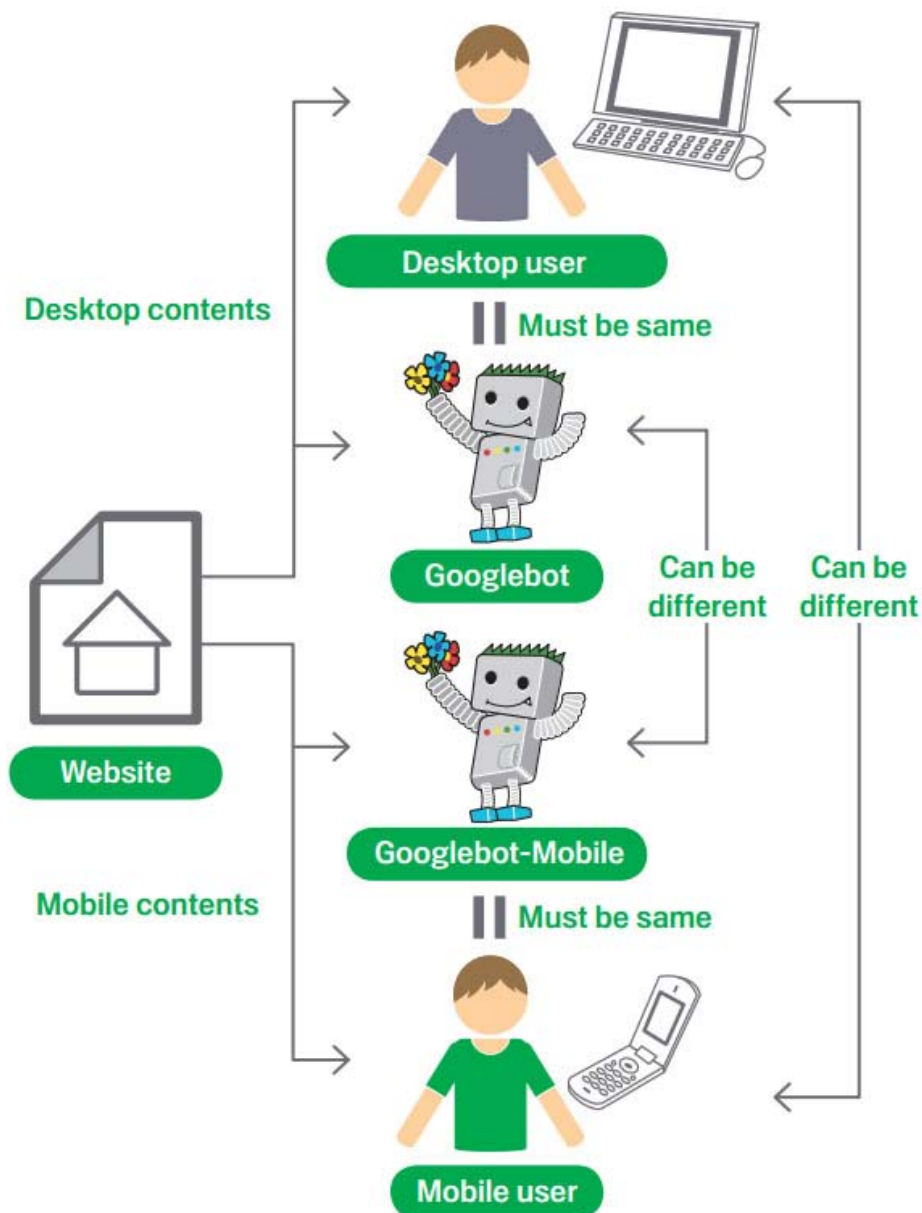 Desktop user
Desktop contents
Must be same
Googlebot
Can be
different
Can be
different
Website
Googlebot-Mobile
Mobile contents
Must be same
Mobile user